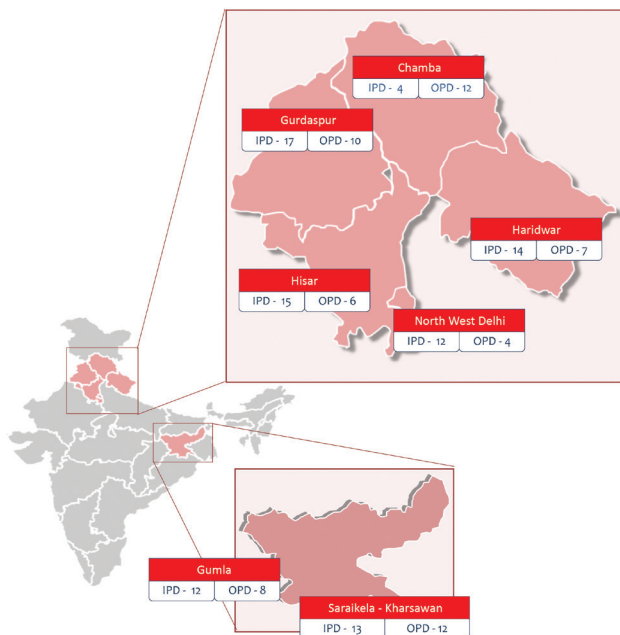 Chamba
IPD - 4 OPD - 12
Gurdaspur
IPD - 17 OPD - 10
Haridwar
IPD - 14 OPD - 7
Hisar
IPD - 15 OPD - 6
North West Delhi
IPD - 12 OPD - 4
Gumla
IPD - 12 OPD - 8
Saraikela - Kharsawan
IPD - 13 OPD - 12